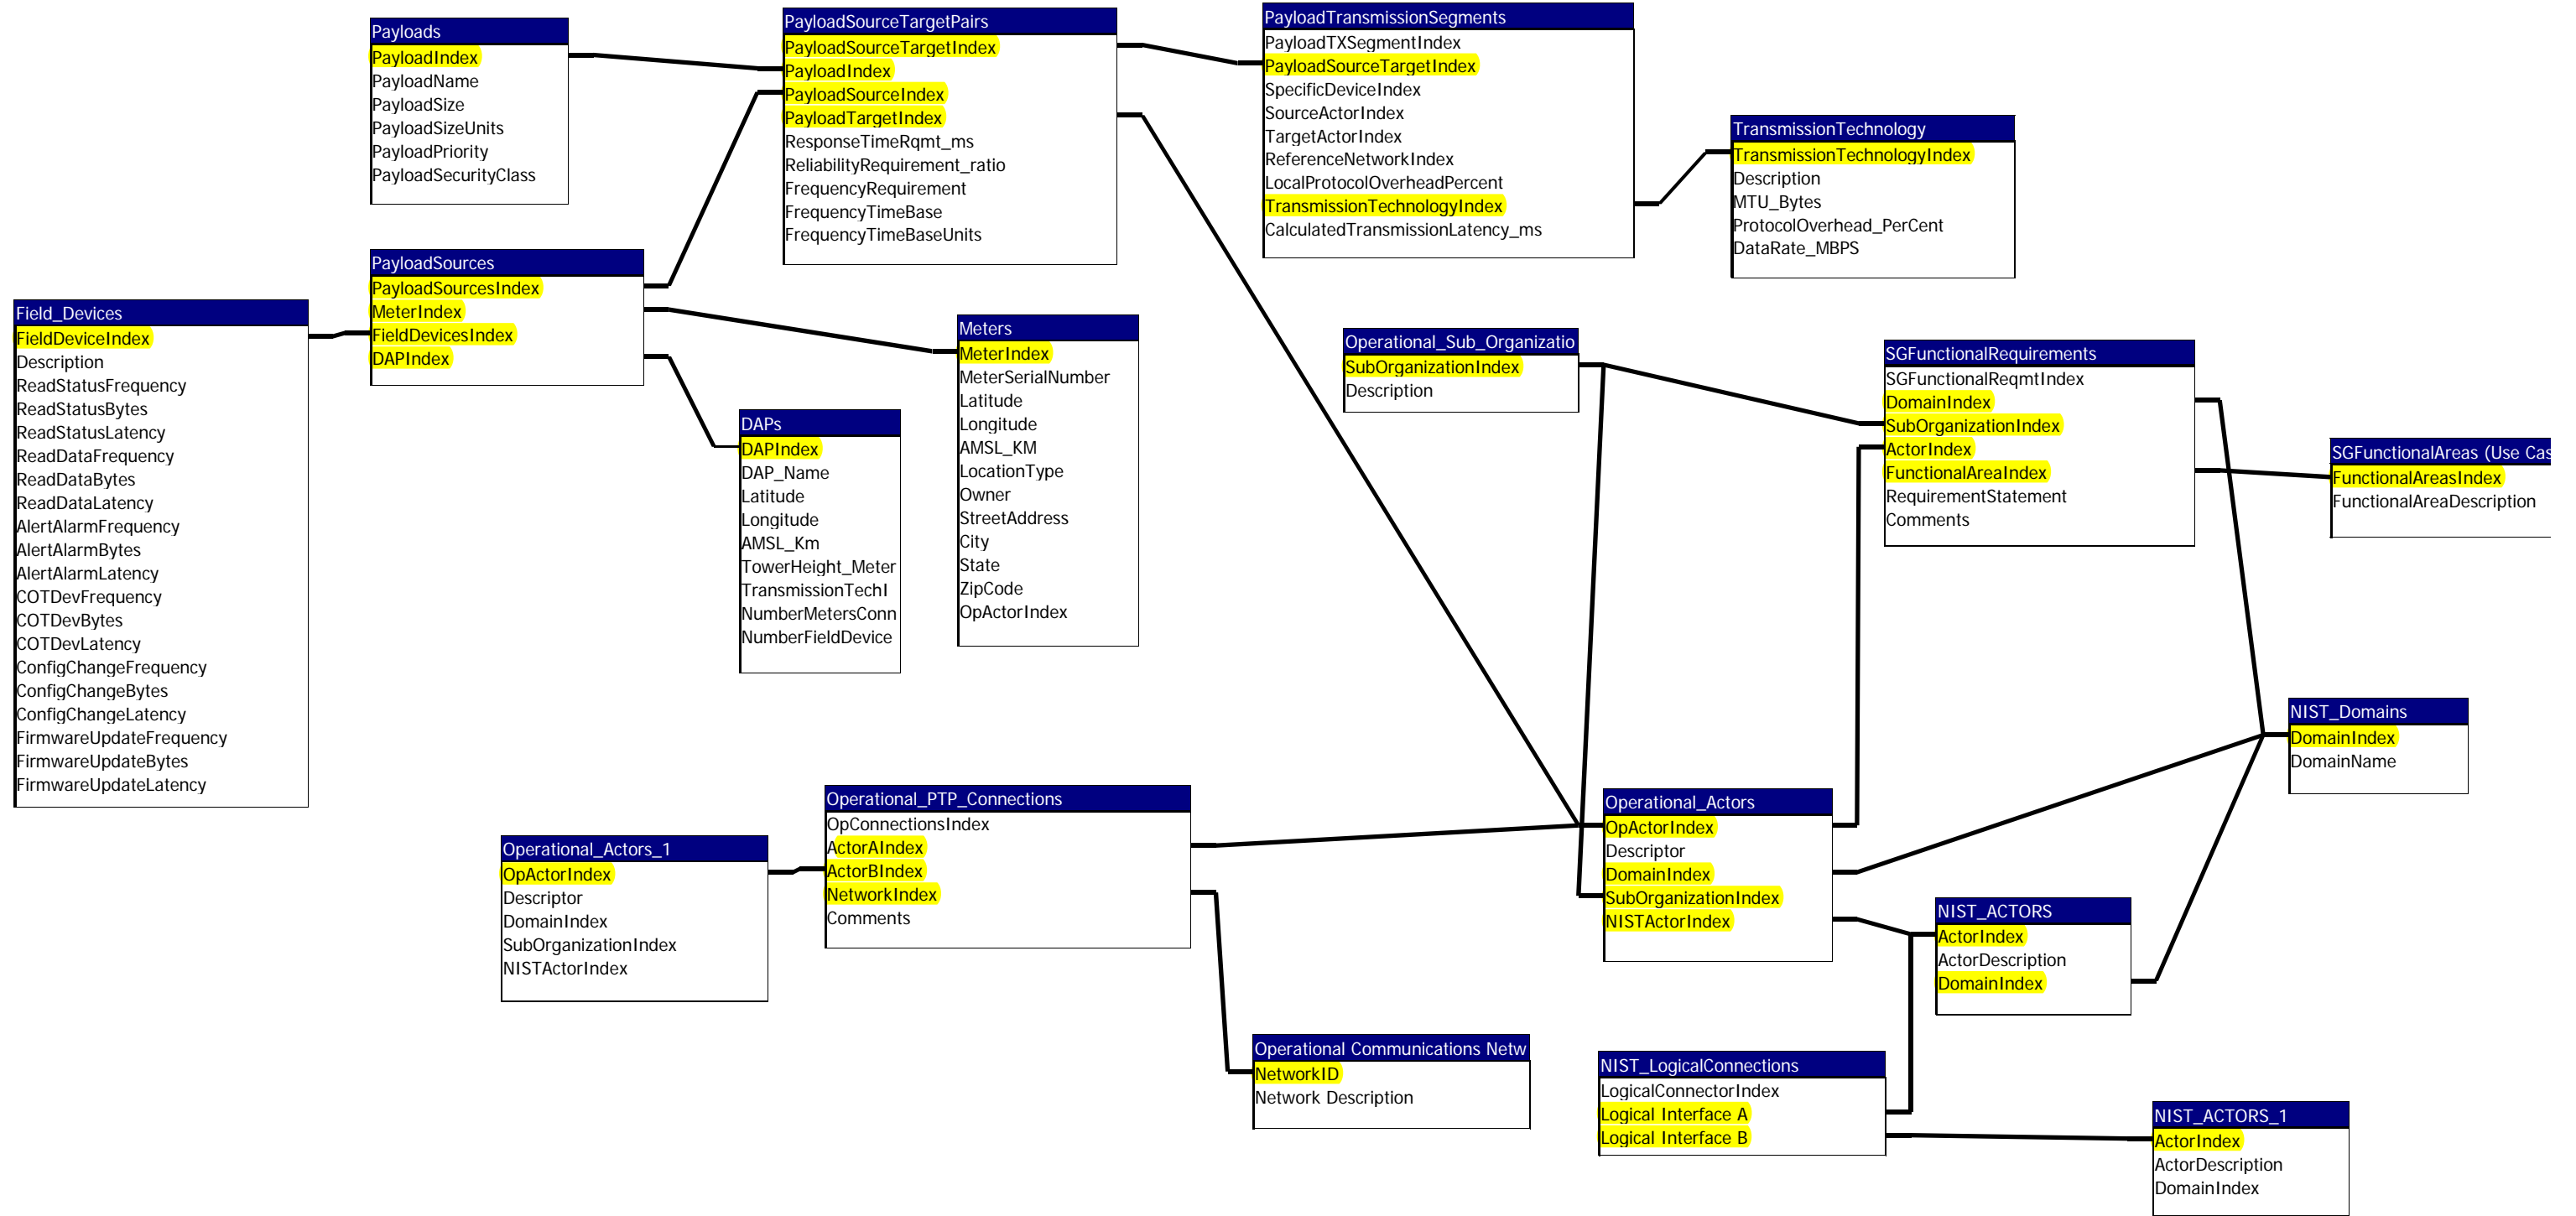 Payloads
PayloadIndex
PayloadName
PayloadSize
PayloadSizeUnits
PayloadPriority
PayloadSecurityClass
PayloadSourceTargetPairs
PayloadSourceTargetIndex
PayloadIndex
PayloadSourceIndex
PayloadTargetIndex
ResponseTimeRqmt_ms
ReliabilityRequirement_ratio
FrequencyRequirement
FrequencyTimeBase
FrequencyTimeBaseUnits
PayloadTransmissionSegments
PayloadTXSegmentIndex
PayloadSourceTargetIndex
SpecificDeviceIndex
SourceActorIndex
TargetActorIndex
ReferenceNetworkIndex
LocalProtocolOverheadPercent
TransmissionTechnologyIndex
CalculatedTransmissionLatency_ms
TransmissionTechnology
TransmissionTechnologyIndex
Description
MTU_Bytes
ProtocolOverhead_PerCent
DataRate_MBPS
PayloadSources
PayloadSourcesIndex
MeterIndex
FieldDevicesIndex
DAPIndex
Field_Devices
FieldDeviceIndex
Description
ReadStatusFrequency
ReadStatusBytes
ReadStatusLatency
ReadDataFrequency
ReadDataBytes
ReadDataLatency
AlertAlarmFrequency
AlertAlarmBytes
AlertAlarmLatency
COTDevFrequency
COTDevBytes
COTDevLatency
ConfigChangeFrequency
ConfigChangeBytes
ConfigChangeLatency
FirmwareUpdateFrequency
FirmwareUpdateBytes
FirmwareUpdateLatency
DAPs
DAPIndex
DAP_Name
Latitude
Longitude
AMSL_Km
TowerHeight_Meter
TransmissionTechI
NumberMetersConn
NumberFieldDevice
Meters
MeterIndex
MeterSerialNumber
Latitude
Longitude
AMSL_KM
LocationType
Owner
StreetAddress
City
State
ZipCode
OpActorIndex
Operational_Sub_Organizatio
SubOrganizationIndex
Description
SGFunctionalRequirements
SGFunctionalReqmtIndex
DomainIndex
SubOrganizationIndex
ActorIndex
FunctionalAreaIndex
RequirementStatement
Comments
SGFunctionalAreas (Use Cas
FunctionalAreasIndex
FunctionalAreaDescription
NIST_Domains
DomainIndex
DomainName
Operational_Actors_1
OpActorIndex
Descriptor
DomainIndex
SubOrganizationIndex
NISTActorIndex
Operational_PTP_Connections
OpConnectionsIndex
ActorAIndex
ActorBIndex
NetworkIndex
Comments
Operational_Actors
OpActorIndex
Descriptor
DomainIndex
SubOrganizationIndex
NISTActorIndex
NIST_ACTORS
ActorIndex
ActorDescription
DomainIndex
Operational Communications Netw
NetworkID
Network Description
NIST_LogicalConnections
LogicalConnectorIndex
Logical Interface A
Logical Interface B
NIST_ACTORS_1
ActorIndex
ActorDescription
DomainIndex